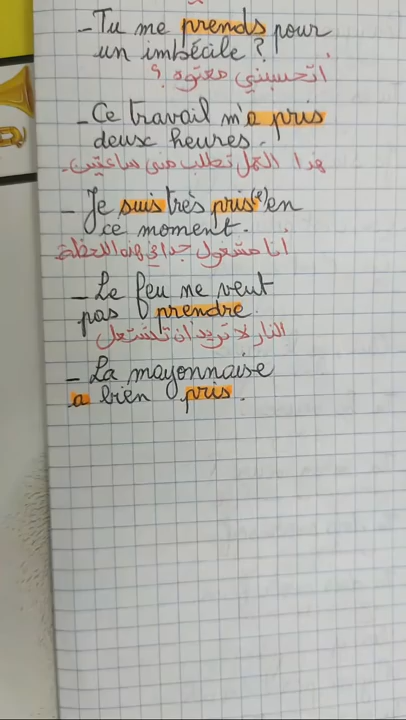 - Tu me prends pour
un imbécile ?
أتحسبني معتوه ؟
- Ce travail m'a pris
deux heures.
هذا العمل تطلب مني ساعتين.
- Je suis très pris(e) en
ce moment.
أنا مشغول جدا في هذه اللحظة
- Le feu ne veut
pas prendre.
النار لا تريد ان تشتعل
- La mayonnaise
a bien pris.